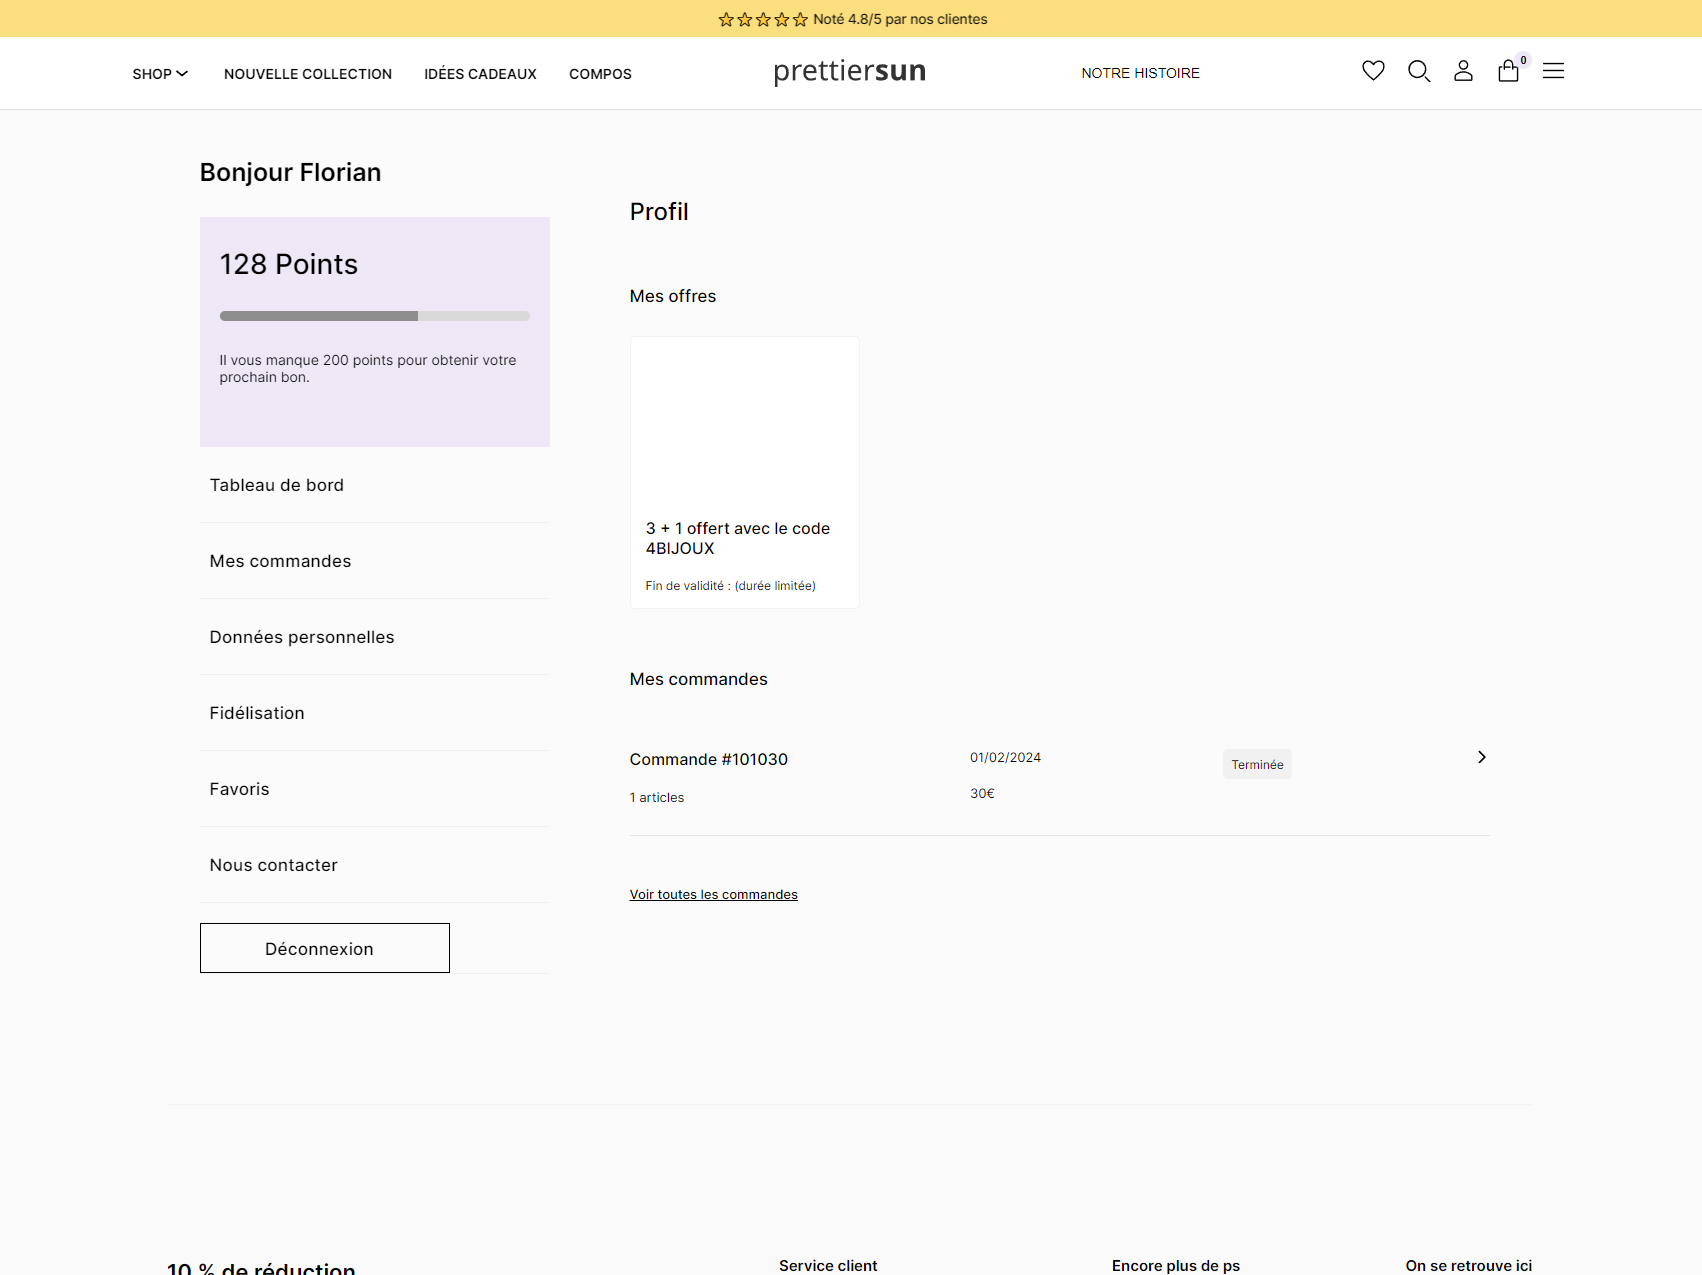 Noté 4.8/5 par nos clientes
SHOP
NOUVELLE COLLECTION
IDÉES CADEAUX
COMPOS
prettiersun
NOTRE HISTOIRE
0
Bonjour Florian
128 Points
Il vous manque 200 points pour obtenir votre
prochain bon.
Tableau de bord
Mes commandes
Données personnelles
Fidélisation
Favoris
Nous contacter
Déconnexion
Profil
Mes offres
3 + 1 offert avec le code
4BIJOUX
Fin de validité : (durée limitée)
Mes commandes
Commande #101030
01/02/2024
Terminée
1 articles
30€
Voir toutes les commandes
10 % de réduction
Service client
Encore plus de ps
On se retrouve ici